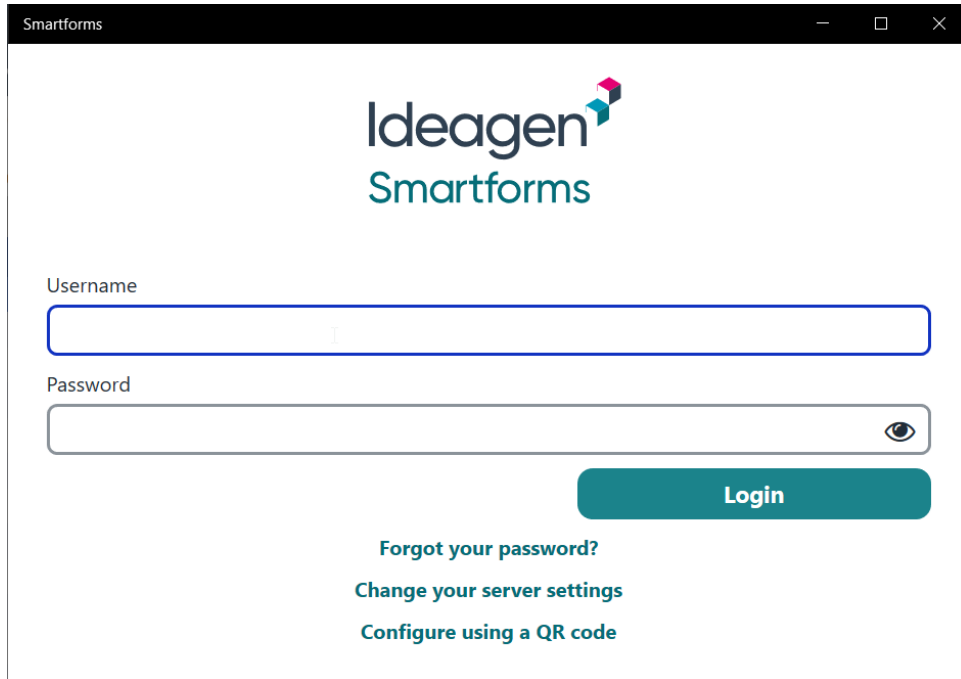 Smartforms
Ideagen
Smartforms
Username
Password
Login
Forgot your password?
Change your server settings
Configure using a QR code